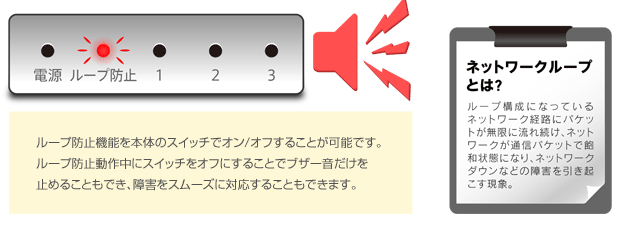 電源 ループ防止 1 2 3
ループ防止機能を本体のスイッチでオン/オフすることが可能です。
ループ防止動作中にスイッチをオフにすることでブザー音だけを
止めることもでき、障害をスムーズに対応することもできます。
ネットワークループ
とは?
ループ構成になっている
ネットワーク経路にパケッ
トが無限に流れ続け、ネット
ワークが通信パケットで飽
和状態になり、ネットワーク
ダウンなどの障害を引き起
こす現象。